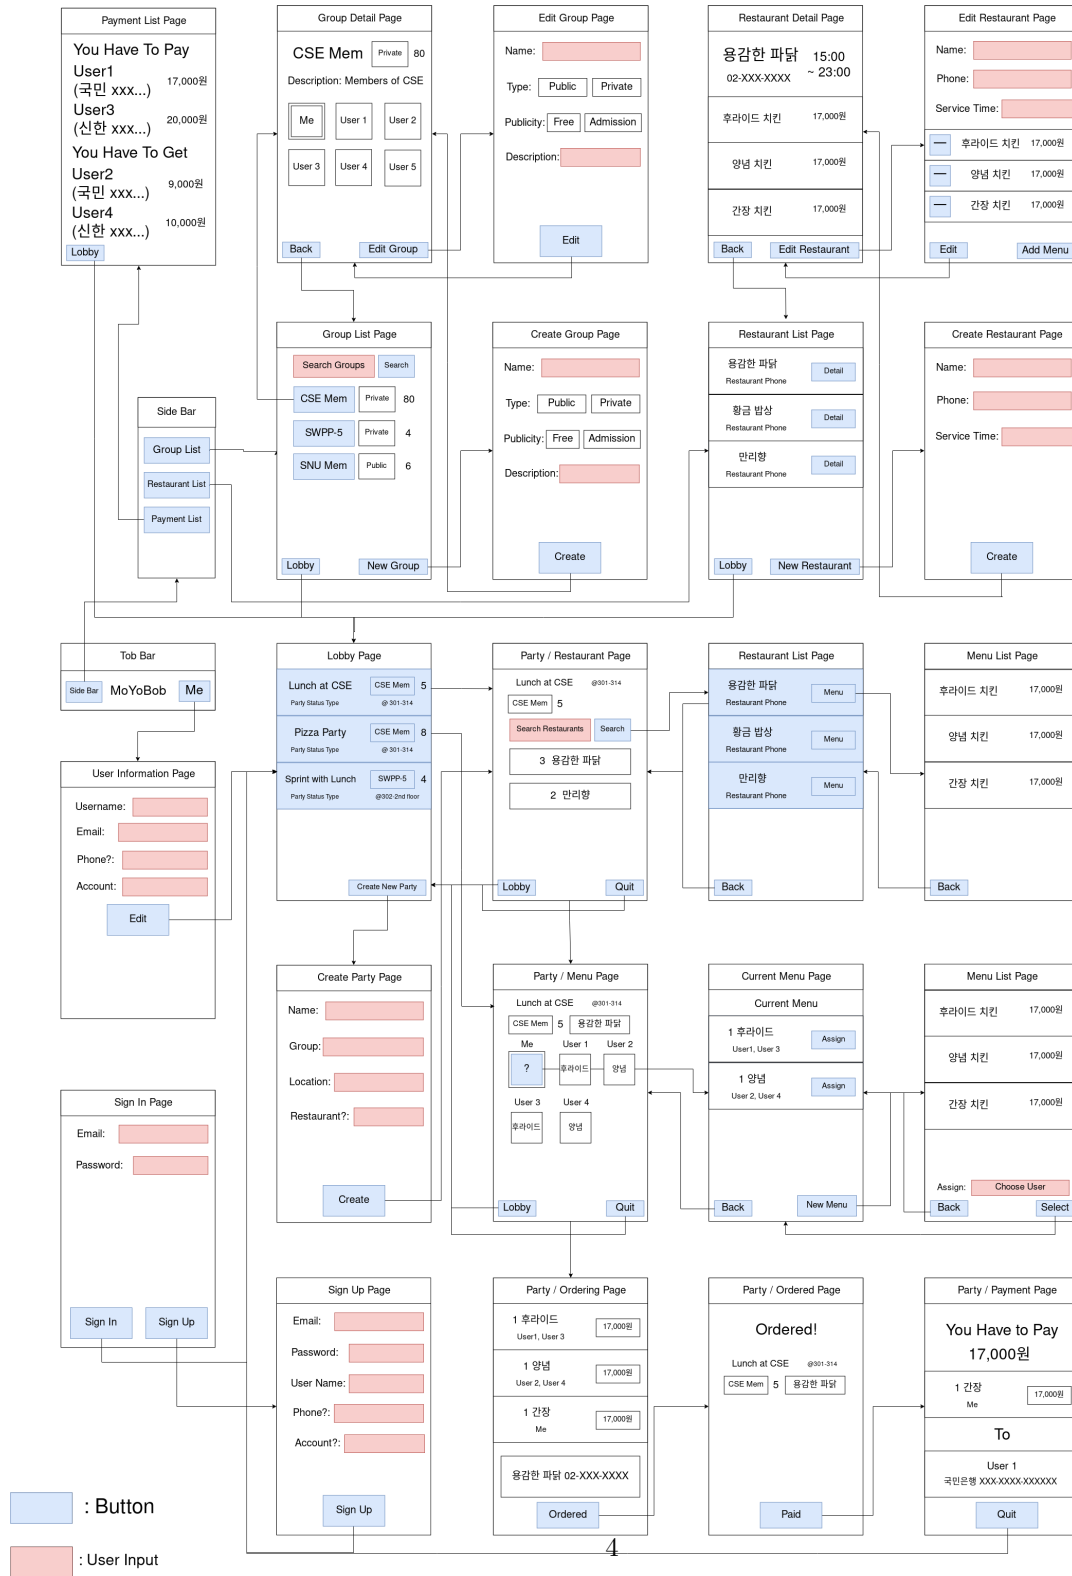 Payment List Page
You Have To Pay
User1
(국민 xxx...)
17,000원
User3
(신한 xxx...)
20,000원
You Have To Get
User2
(국민 xxx...)
9,000원
User4
(신한 xxx...)
10,000원
Lobby
Group Detail Page
CSE Mem
Private
80
Description: Members of CSE
Me
User 1
User 2
User 3
User 4
User 5
Back
Edit Group
Edit Group Page
Name:
Type:
Public
Private
Publicity:
Free
Admission
Description:
Edit
Restaurant Detail Page
용감한 파닭
02-XXX-XXXX
15:00
~ 23:00
후라이드 치킨
17,000원
양념 치킨
17,000원
간장 치킨
17,000원
Back
Edit Restaurant
Edit Restaurant Page
Name:
Phone:
Service Time:
—
후라이드 치킨
17,000원
—
양념 치킨
17,000원
—
간장 치킨
17,000원
Edit
Add Menu
Side Bar
Group List
Restaurant List
Payment List
Group List Page
Search Groups
Search
CSE Mem
Private
80
SWPP-5
Private
4
SNU Mem
Public
6
Lobby
New Group
Create Group Page
Name:
Type:
Public
Private
Publicity:
Free
Admission
Description:
Create
Restaurant List Page
용감한 파닭
Restaurant Phone
Detail
황금 밥상
Restaurant Phone
Detail
만리향
Restaurant Phone
Detail
Lobby
New Restaurant
Create Restaurant Page
Name:
Phone:
Service Time:
Create
Tob Bar
Side Bar
MoYoBob
Me
User Information Page
Username:
Email:
Phone?:
Account:
Edit
Lobby Page
Lunch at CSE
CSE Mem
5
Party Status Type
@ 301-314
Pizza Party
CSE Mem
8
Party Status Type
@ 301-314
Sprint with Lunch
SWPP-5
4
Party Status Type
@302-2nd floor
Create New Party
Party / Restaurant Page
Lunch at CSE
@301-314
CSE Mem
5
Search Restaurants
Search
3 용감한 파닭
2 만리향
Lobby
Quit
Restaurant List Page
용감한 파닭
Restaurant Phone
Menu
황금 밥상
Restaurant Phone
Menu
만리향
Restaurant Phone
Menu
Back
Menu List Page
후라이드 치킨
17,000원
양념 치킨
17,000원
간장 치킨
17,000원
Back
Create Party Page
Name:
Group:
Location:
Restaurant?:
Create
Party / Menu Page
Lunch at CSE
@301-314
CSE Mem
5
용감한 파닭
Me
User 1
User 2
?
후라이드
양념
User 3
User 4
후라이드
양념
Lobby
Quit
Current Menu Page
Current Menu
1 후라이드
User1, User 3
Assign
1 양념
User 2, User 4
Assign
Back
New Menu
Menu List Page
후라이드 치킨
17,000원
양념 치킨
17,000원
간장 치킨
17,000원
Assign:
Choose User
Back
Select
Sign In Page
Email:
Password:
Sign In
Sign Up
Sign Up Page
Email:
Password:
User Name:
Phone?:
Account?:
Sign Up
Party / Ordering Page
1 후라이드
User1, User 3
17,000원
1 양념
User 2, User 4
17,000원
1 간장
Me
17,000원
용감한 파닭 02-XXX-XXXX
Ordered
Party / Ordered Page
Ordered!
Lunch at CSE
@301-314
CSE Mem
5
용감한 파닭
Paid
Party / Payment Page
You Have to Pay
17,000원
1 간장
Me
17,000원
To
User 1
국민은행 XXX-XXXX-XXXXXX
Quit
: Button
: User Input
4